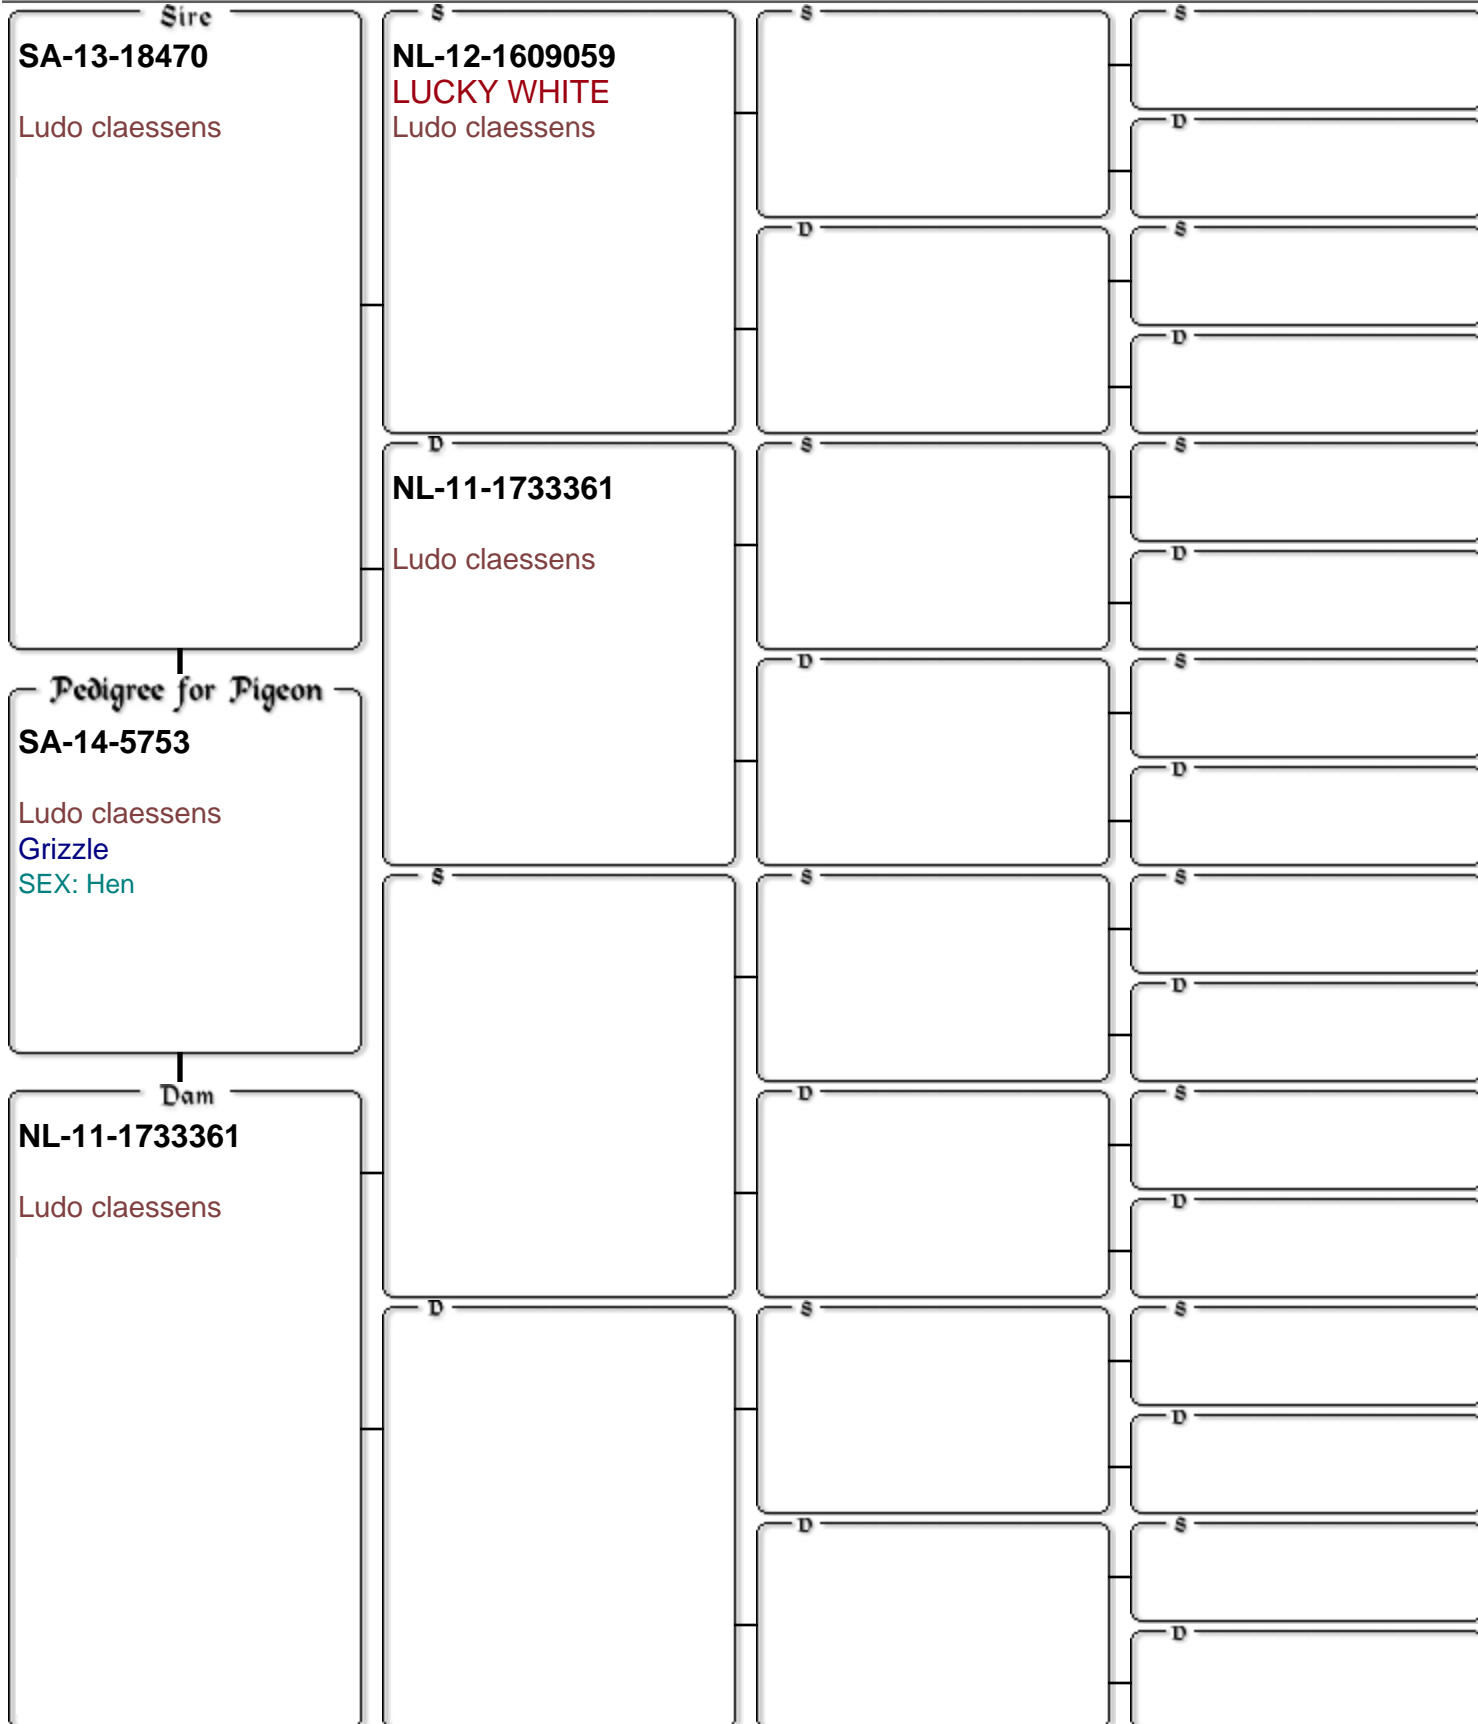 Sire
SA-13-18470
Ludo claessens
Pedigree for Pigeon
SA-14-5753
Ludo claessens
Grizzle
SEX: Hen
Dam
NL-11-1733361
Ludo claessens
S
NL-12-1609059
LUCKY WHITE
Ludo claessens
D
NL-11-1733361
Ludo claessens
S
D
S
D
S
D
S
D
S
D
S
D
S
D
S
D
S
D
S
D
S
D
S
D
S
D